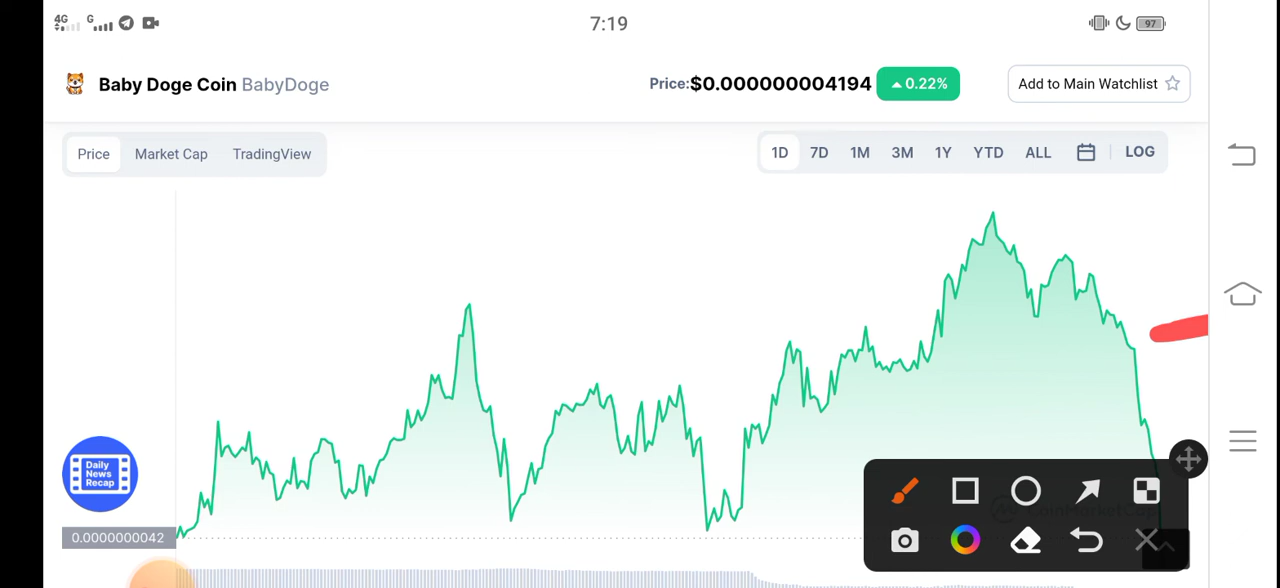 4G G 7:19 97
Baby Doge Coin BabyDoge Price:$0.000000004194 0.22% Add to Main Watchlist
Price Market Cap TradingView 1D 7D 1M 3M 1Y YTD ALL LOG
Daily
News
Recap
CoinMarketCap
0.0000000042